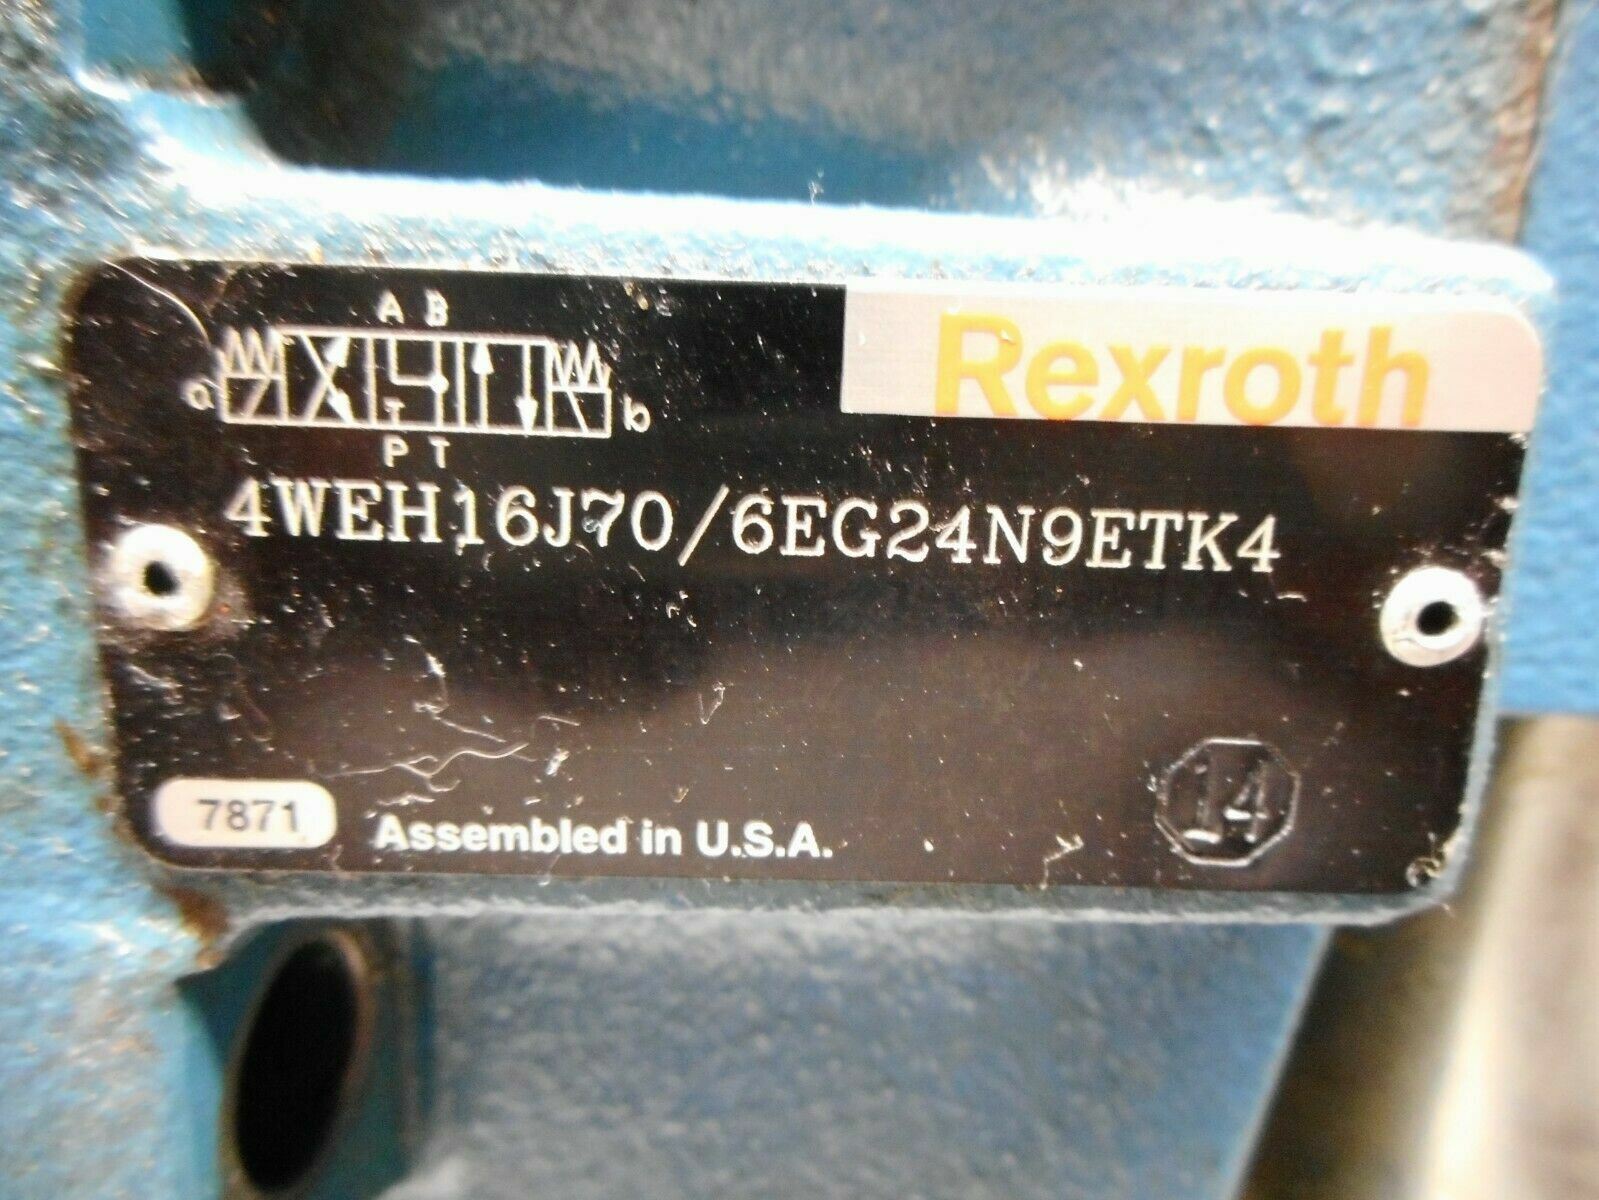 A B
Rexroth
a
b
T
P T
4WEH16J70/6EG24N9ETK4
7871
Assembled in U.S.A.
14